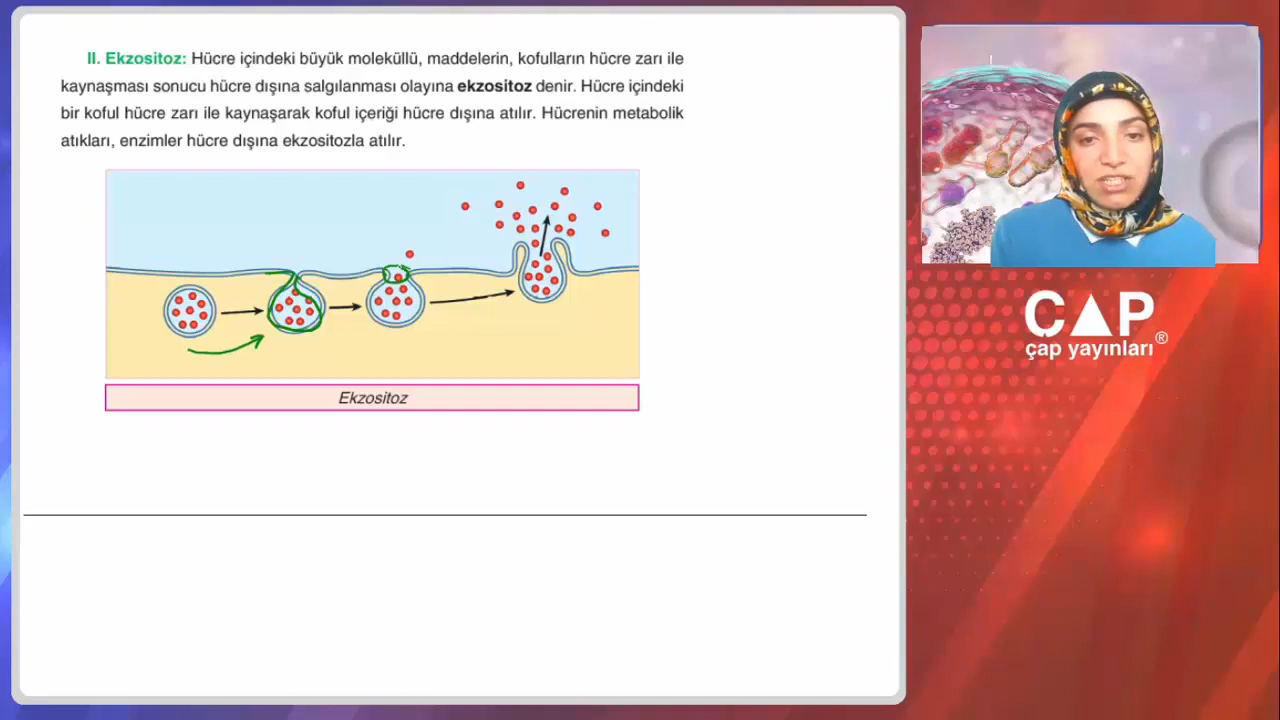 II. Ekzositoz: Hücre içindeki büyük moleküllü, maddelerin, kofulların hücre zarı ile
kaynaşması sonucu hücre dışına salgılanması olayına ekzositoz denir. Hücre içindeki
bir koful hücre zarı ile kaynaşarak koful içeriği hücre dışına atılır. Hücrenin metabolik
atıkları, enzimler hücre dışına ekzositozla atılır.
Ekzositoz
ÇAP
çap yayınları®